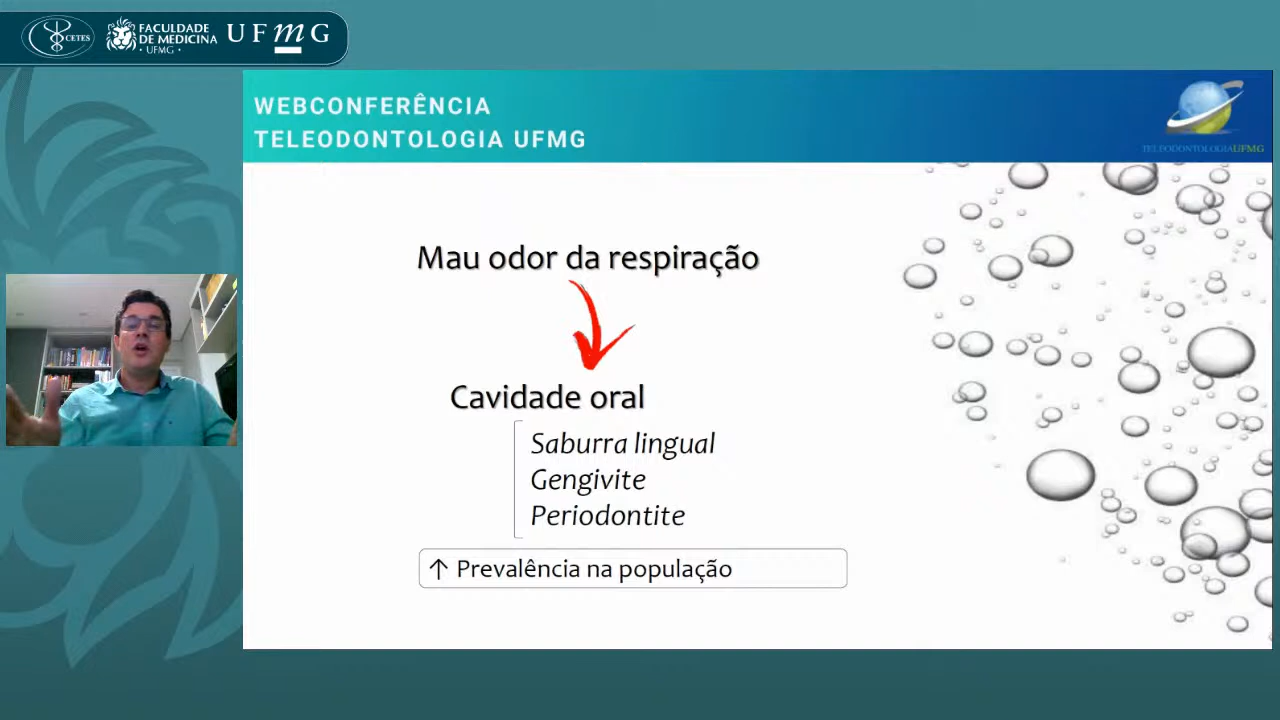 CETES
FACULDADE
DE MEDICINA
· UFMG ·
UFMG
WEBCONFERÊNCIA
TELEODONTOLOGIA UFMG
TELEODONTOLOGIAUFMG
Mau odor da respiração
Cavidade oral
Saburra lingual
Gengivite
Periodontite
↑ Prevalência na população